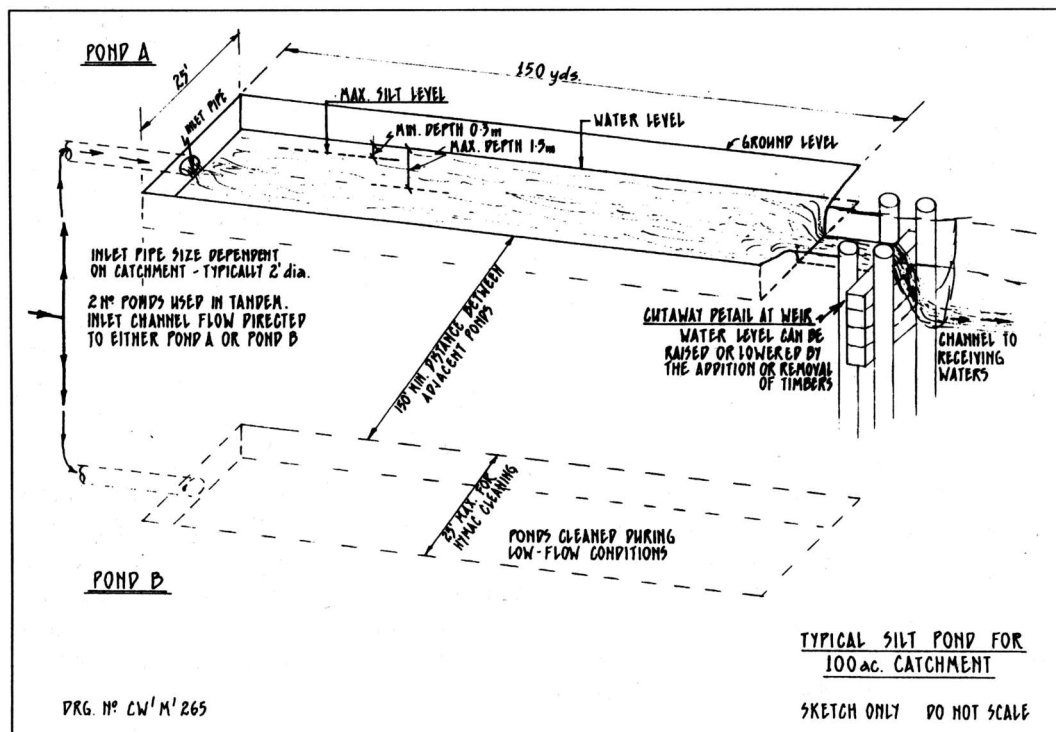 POND A
25'
150 yds.
INLET PIPE
MAX. SILT LEVEL
MIN. DEPTH 0·3m
MAX. DEPTH 1·5m
WATER LEVEL
GROUND LEVEL
INLET PIPE SIZE DEPENDENT
ON CATCHMENT - TYPICALLY 2' dia.
2 Nº PONDS USED IN TANDEM.
INLET CHANNEL FLOW DIRECTED
TO EITHER POND A OR POND B
150' MIN. DISTANCE BETWEEN
ADJACENT PONDS
CUTAWAY DETAIL AT WEIR
WATER LEVEL CAN BE
RAISED OR LOWERED BY
THE ADDITION OR REMOVAL
OF TIMBERS
CHANNEL TO
RECEIVING
WATERS
25' MAX. FOR
HYMAC CLEANING
PONDS CLEANED DURING
LOW-FLOW CONDITIONS
POND B
TYPICAL SILT POND FOR
100 ac. CATCHMENT
DRG. Nº CW'M'265
SKETCH ONLY DO NOT SCALE